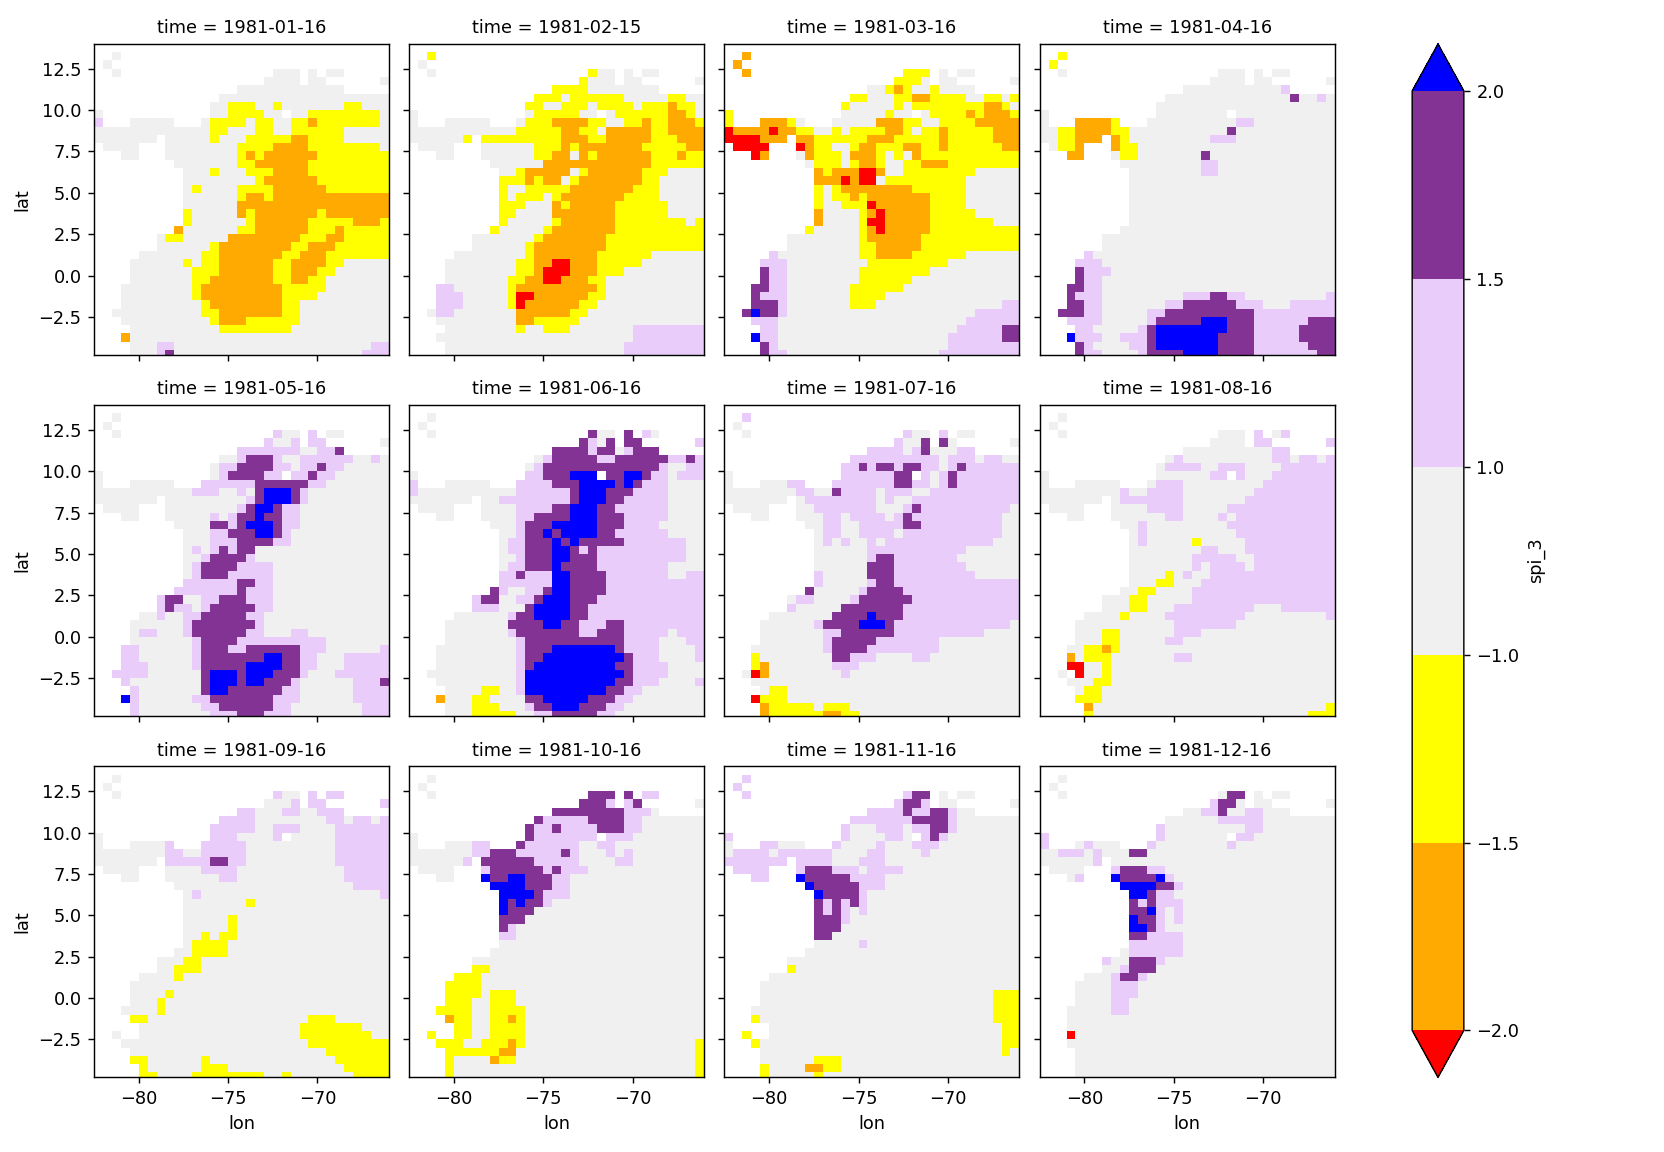 time = 1981-01-16
time = 1981-02-15
time = 1981-03-16
time = 1981-04-16
12.5
10.0
7.5
5.0
2.5
0.0
−2.5
lat
time = 1981-05-16
time = 1981-06-16
time = 1981-07-16
time = 1981-08-16
12.5
10.0
7.5
5.0
2.5
0.0
−2.5
lat
time = 1981-09-16
time = 1981-10-16
time = 1981-11-16
time = 1981-12-16
12.5
10.0
7.5
5.0
2.5
0.0
−2.5
lat
−80 −75 −70
lon
−80 −75 −70
lon
−80 −75 −70
lon
−80 −75 −70
lon
2.0
1.5
1.0
−1.0
−1.5
−2.0
spi_3